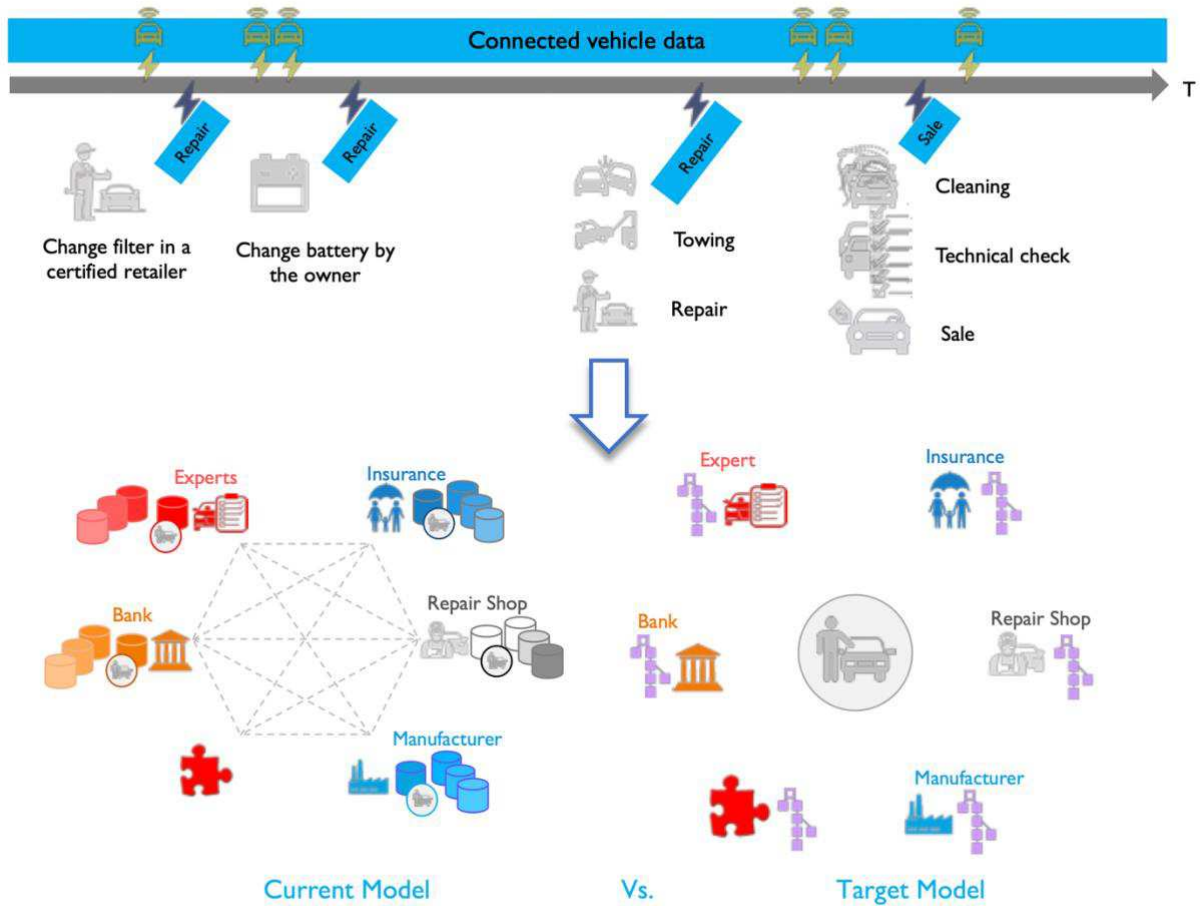 Connected vehicle data
T
Repair
Repair
Repair
Sale
Change filter in a
certified retailer
Change battery by
the owner
Towing
Repair
Cleaning
Technical check
Sale
Experts
Insurance
Bank
Repair Shop
Manufacturer
Expert
Insurance
Bank
Repair Shop
Manufacturer
Current Model
Vs.
Target Model